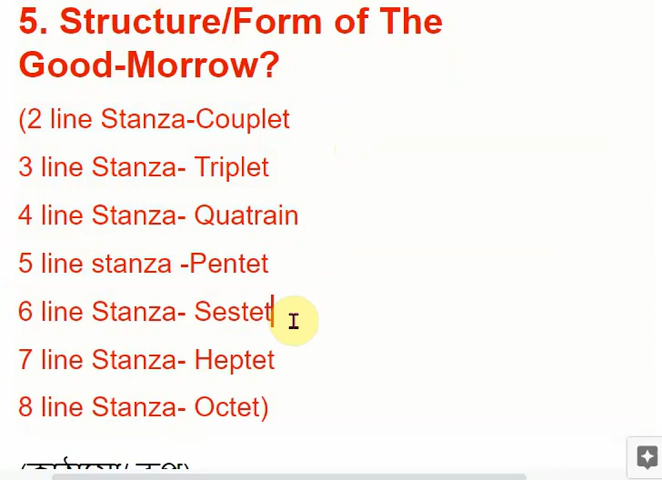 5. Structure/Form of The
Good-Morrow?
(2 line Stanza-Couplet
3 line Stanza- Triplet
4 line Stanza- Quatrain
5 line stanza -Pentet
6 line Stanza- Sestet
7 line Stanza- Heptet
8 line Stanza- Octet)